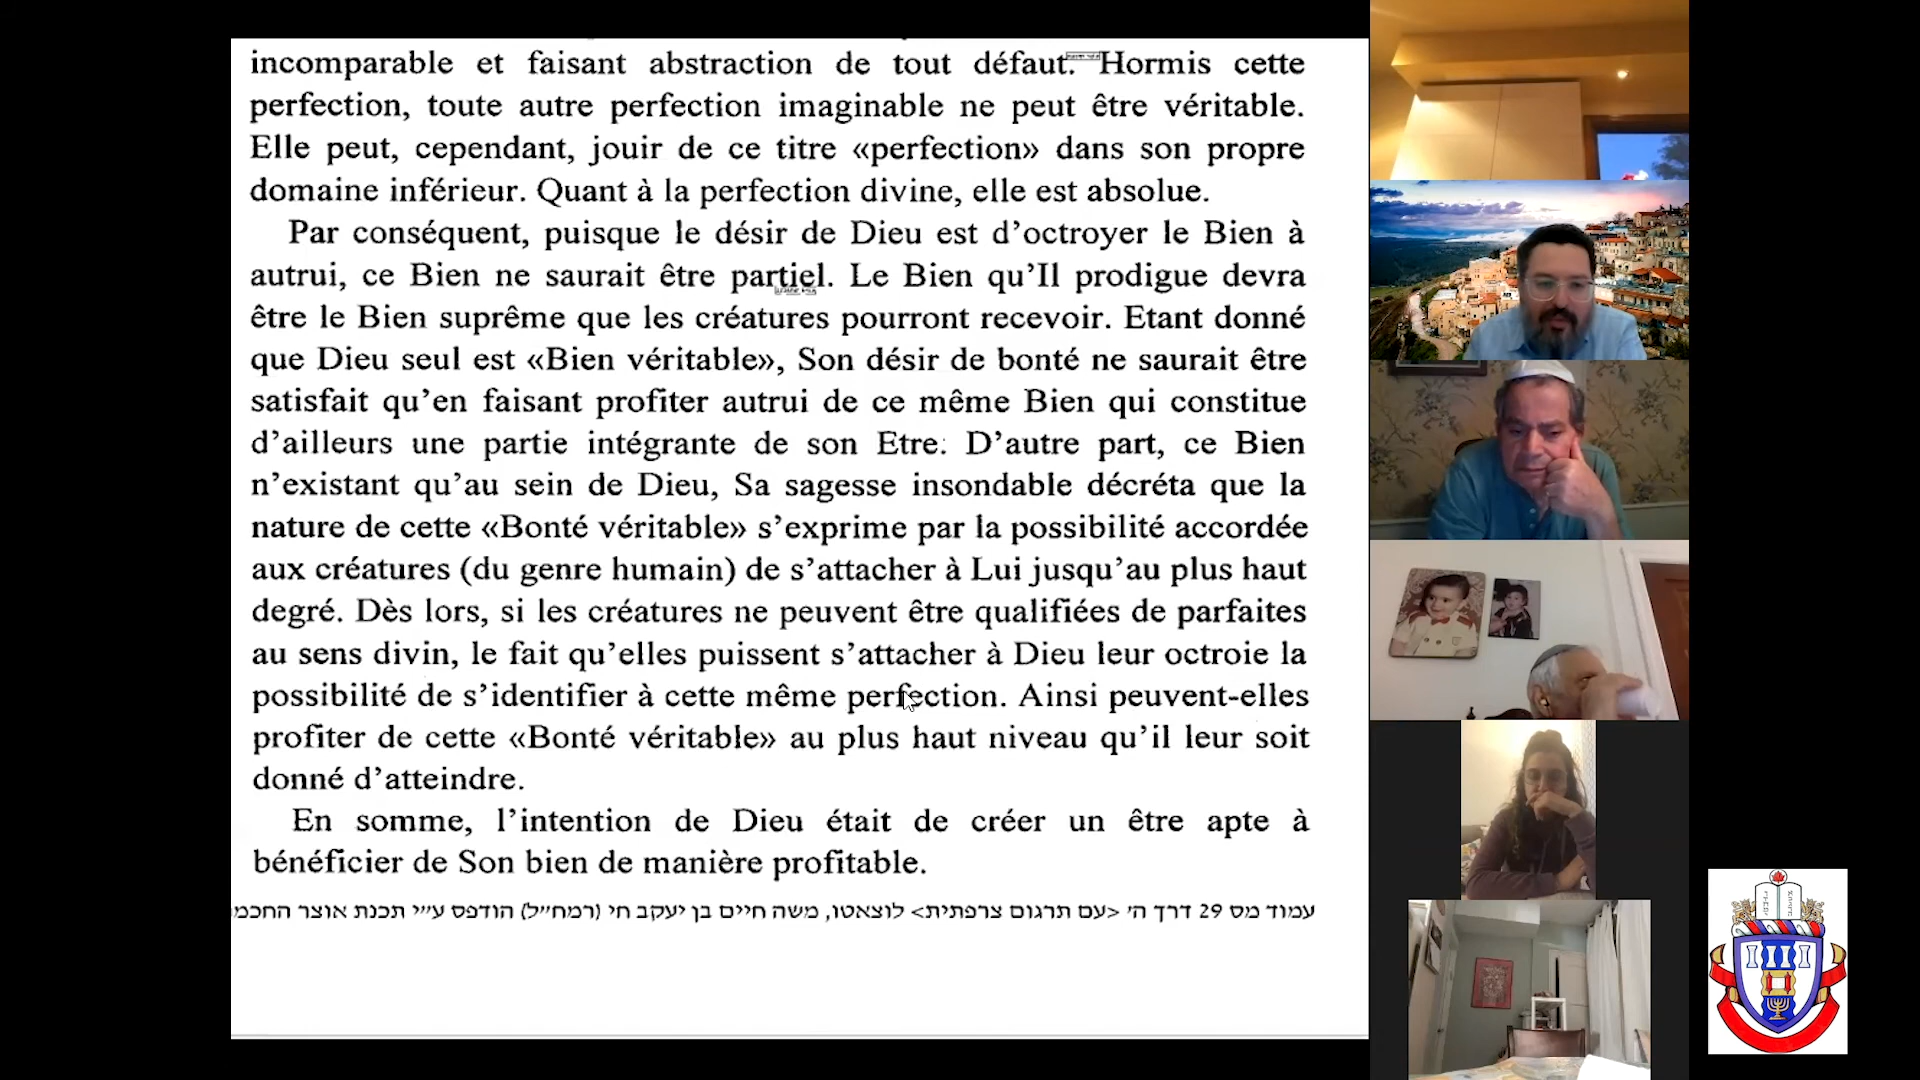 incomparable et faisant abstraction de tout défaut. Hormis cette
perfection, toute autre perfection imaginable ne peut être véritable.
Elle peut, cependant, jouir de ce titre «perfection» dans son propre
domaine inférieur. Quant à la perfection divine, elle est absolue.
Par conséquent, puisque le désir de Dieu est d'octroyer le Bien à
autrui, ce Bien ne saurait être partiel. Le Bien qu'Il prodigue devra
être le Bien suprême que les créatures pourront recevoir. Etant donné
que Dieu seul est «Bien véritable», Son désir de bonté ne saurait être
satisfait qu'en faisant profiter autrui de ce même Bien qui constitue
d'ailleurs une partie intégrante de son Etre. D'autre part, ce Bien
n'existant qu'au sein de Dieu, Sa sagesse insondable décréta que la
nature de cette «Bonté véritable» s'exprime par la possibilité accordée
aux créatures (du genre humain) de s'attacher à Lui jusqu'au plus haut
degré. Dès lors, si les créatures ne peuvent être qualifiées de parfaites
au sens divin, le fait qu'elles puissent s'attacher à Dieu leur octroie la
possibilité de s'identifier à cette même perfection. Ainsi peuvent-elles
profiter de cette «Bonté véritable» au plus haut niveau qu'il leur soit
donné d'atteindre.
En somme, l'intention de Dieu était de créer un être apte à
bénéficier de Son bien de manière profitable.
עמוד מס 29 דרך ה' <עם תרגום צרפתית> לוצאטו, משה חיים בן יעקב חי (רמח״ל) הודפס ע״י תכנת אוצר החכמ